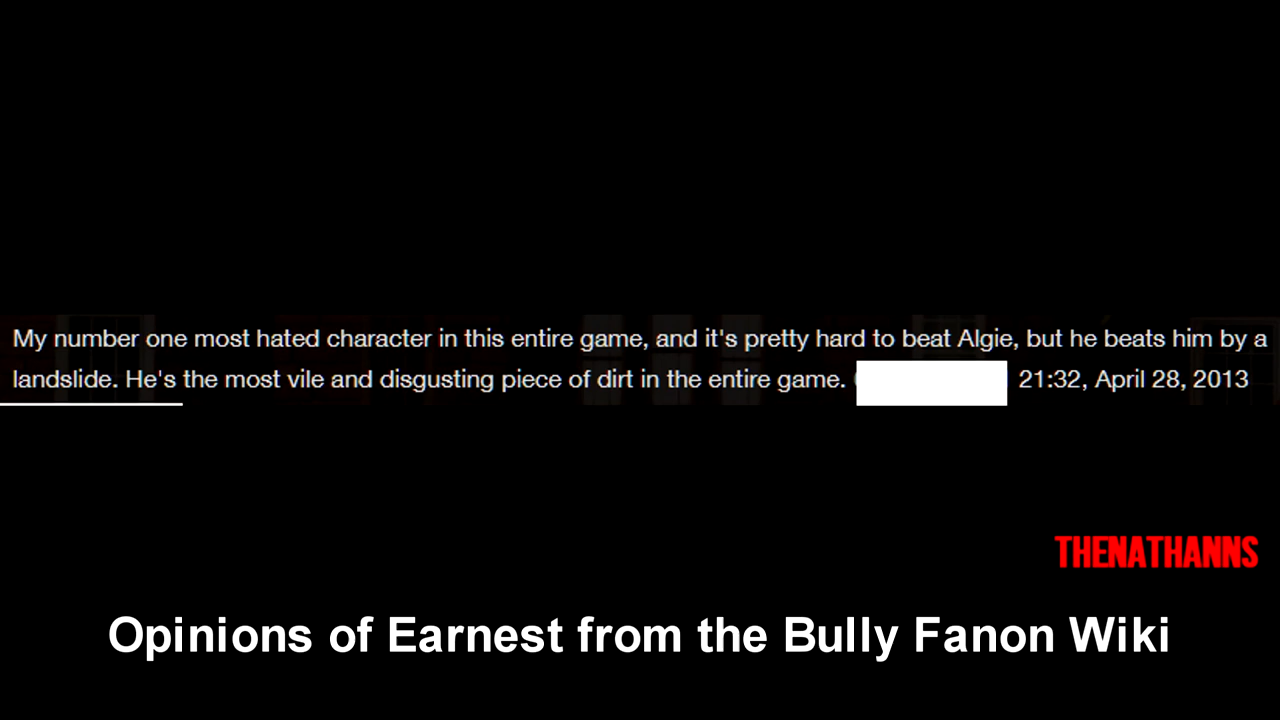 My number one most hated character in this entire game, and it's pretty hard to beat Algie, but he beats him by a
landslide. He's the most vile and disgusting piece of dirt in the entire game. 21:32, April 28, 2013
THENATHANNS
Opinions of Earnest from the Bully Fanon Wiki